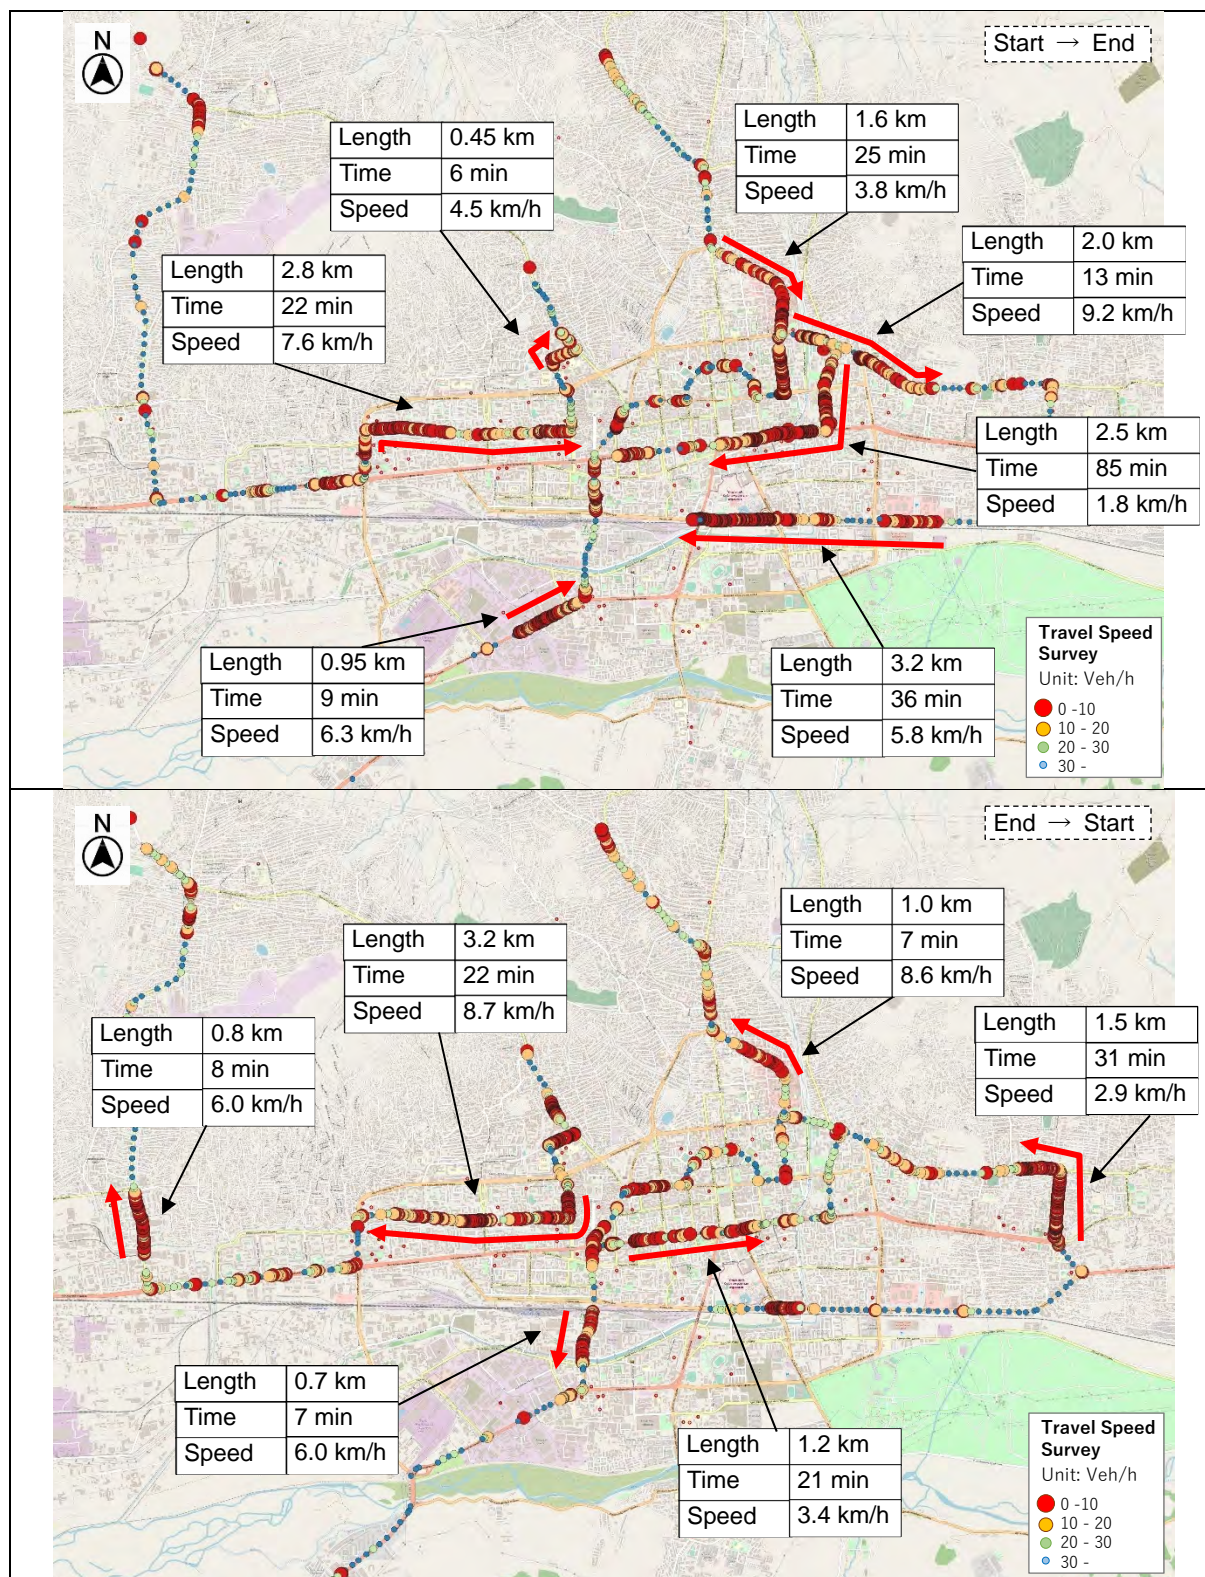 N
Start → End
Length 0.45 km
Time 6 min
Speed 4.5 km/h
Length 1.6 km
Time 25 min
Speed 3.8 km/h
Length 2.8 km
Time 22 min
Speed 7.6 km/h
Length 2.0 km
Time 13 min
Speed 9.2 km/h
Length 2.5 km
Time 85 min
Speed 1.8 km/h
Length 0.95 km
Time 9 min
Speed 6.3 km/h
Length 3.2 km
Time 36 min
Speed 5.8 km/h
Travel Speed
Survey
Unit: Veh/h
0 -10
10 - 20
20 - 30
30 -
N
End → Start
Length 3.2 km
Time 22 min
Speed 8.7 km/h
Length 1.0 km
Time 7 min
Speed 8.6 km/h
Length 0.8 km
Time 8 min
Speed 6.0 km/h
Length 1.5 km
Time 31 min
Speed 2.9 km/h
Length 0.7 km
Time 7 min
Speed 6.0 km/h
Length 1.2 km
Time 21 min
Speed 3.4 km/h
Travel Speed
Survey
Unit: Veh/h
0 -10
10 - 20
20 - 30
30 -